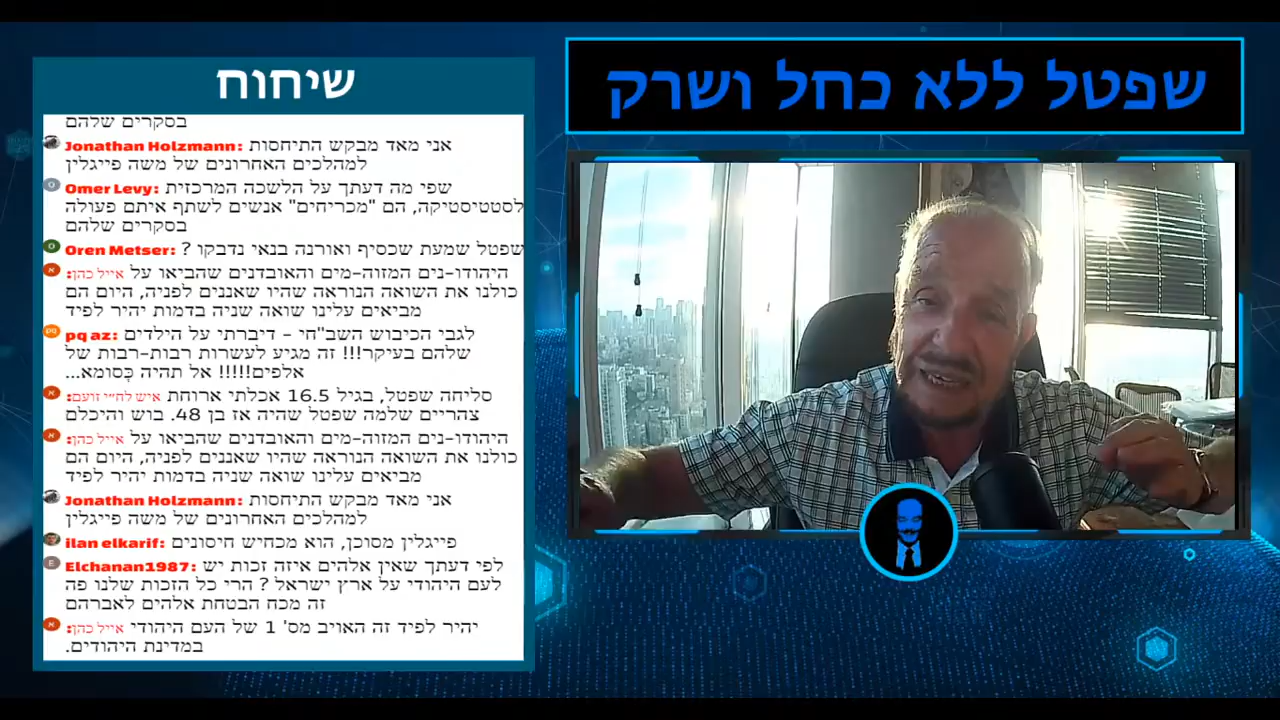 שפטל ללא כחל ושרק
שיחוח
בסקרים שלהם
Jonathan Holzmann: אני מאד מבקש התיחסות
למהלכים האחרונים של משה פייגלין
Omer Levy: שפי מה דעתך על הלשכה המרכזית
לסטטיסטיקה, הם "מכריחים" אנשים לשתף איתם פעולה
בסקרים שלהם
Oren Metser: שפטל שמעת שכסיף ואורנה בנאי נדבקו ?
אייל כהן: היהודו-נים המזוה-מים והאובדנים שהביאו על
כולנו את השואה הנוראה שהיו שאננים לפניה, היום הם
מביאים עלינו שואה שניה בדמות יהיר לפיד
pq az: לגבי הכיבוש השב"חי - דיברתי על הילדים
שלהם בעיקר!!! זה מגיע לעשרות רבות-רבות של
אלפים!!!!! אל תהיה כְּסומא...
איש לח״י זועם: סליחה שפטל, בגיל 16.5 אכלתי ארוחת
צהריים שלמה שפטל שהיה אז בן 48. בוש והיכלם
אייל כהן: היהודו-נים המזוה-מים והאובדנים שהביאו על
כולנו את השואה הנוראה שהיו שאננים לפניה, היום הם
מביאים עלינו שואה שניה בדמות יהיר לפיד
Jonathan Holzmann: אני מאד מבקש התיחסות
למהלכים האחרונים של משה פייגלין
ilan elkarif: פייגלין מסוכן, הוא מכחיש חיסונים
Elchanan1987: לפי דעתך שאין אלהים איזה זכות יש
לעם היהודי על ארץ ישראל ? הרי כל הזכות שלנו פה
זה מכח הבטחת אלהים לאברהם
אייל כהן: יהיר לפיד זה האויב מס' 1 של העם היהודי
במדינת היהודים.